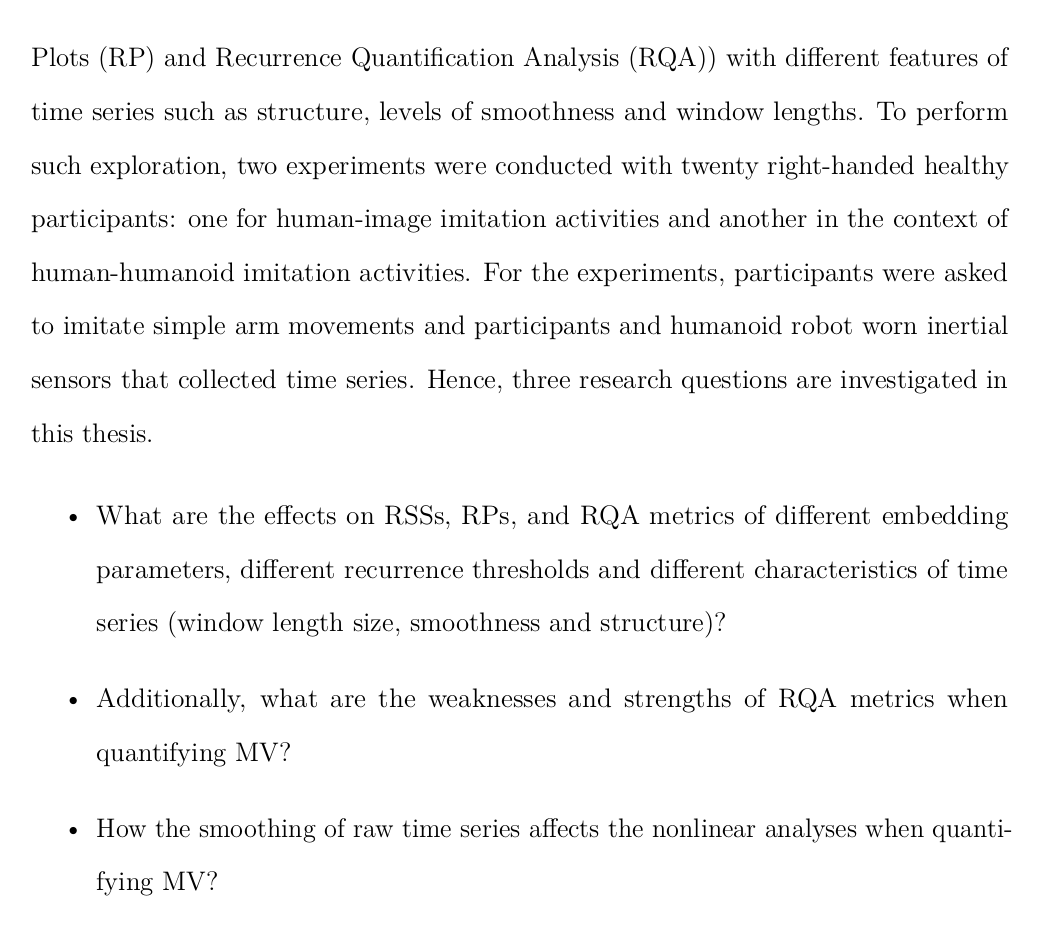 Plots (RP) and Recurrence Quantification Analysis (RQA)) with different features of
time series such as structure, levels of smoothness and window lengths. To perform
such exploration, two experiments were conducted with twenty right-handed healthy
participants: one for human-image imitation activities and another in the context of
human-humanoid imitation activities. For the experiments, participants were asked
to imitate simple arm movements and participants and humanoid robot worn inertial
sensors that collected time series. Hence, three research questions are investigated in
this thesis.
• What are the effects on RSSs, RPs, and RQA metrics of different embedding
parameters, different recurrence thresholds and different characteristics of time
series (window length size, smoothness and structure)?
• Additionally, what are the weaknesses and strengths of RQA metrics when
quantifying MV?
• How the smoothing of raw time series affects the nonlinear analyses when quanti-
fying MV?